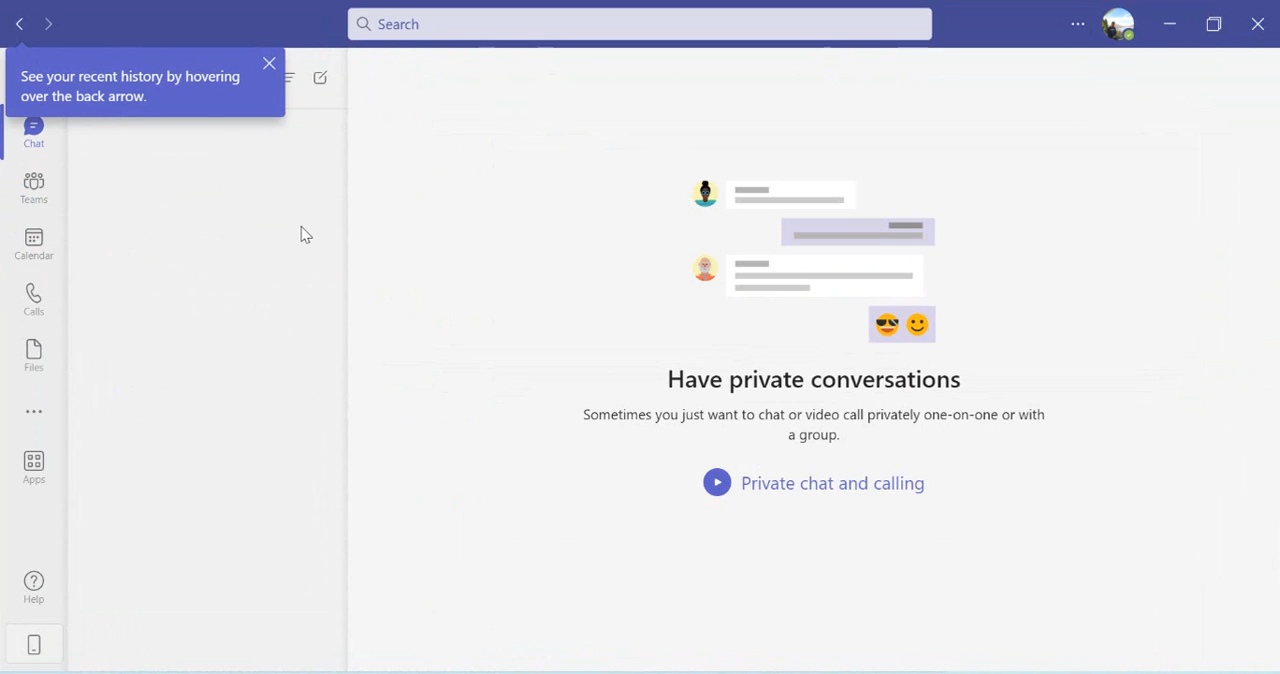 Search
See your recent history by hovering
over the back arrow.
Chat
Teams
Calendar
Calls
Files
Apps
Help
Have private conversations
Sometimes you just want to chat or video call privately one-on-one or with
a group.
Private chat and calling